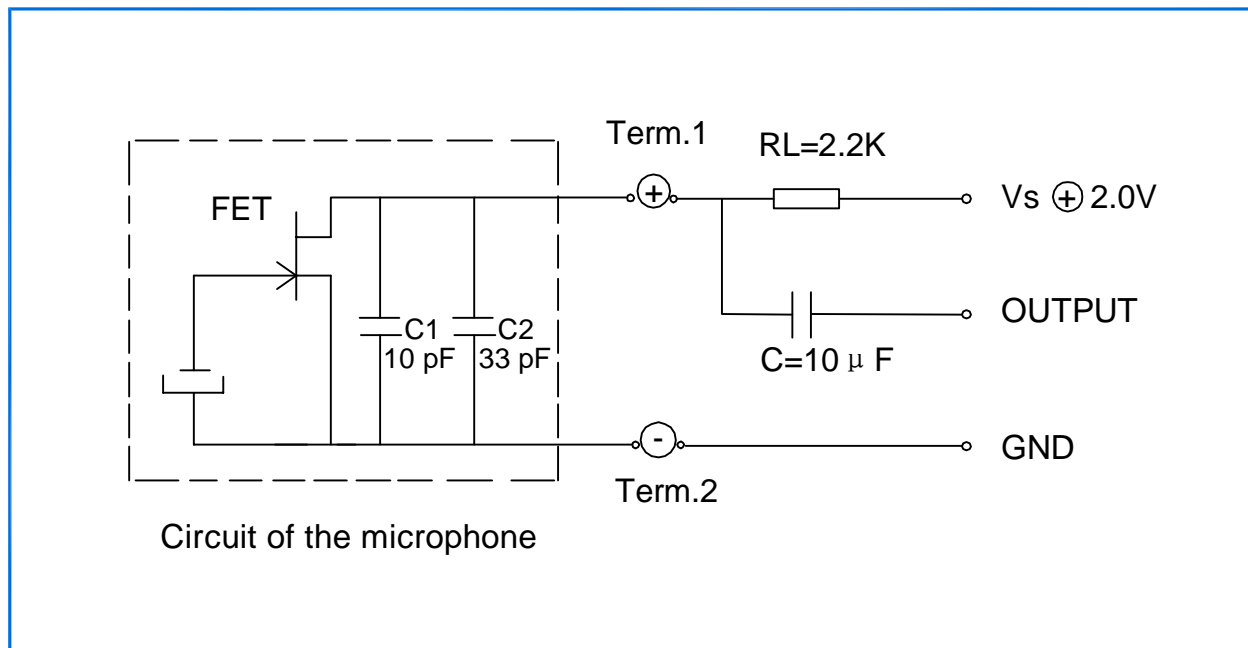 Term.1
RL=2.2K
Vs + 2.0V
FET
C1
10 pF
C2
33 pF
OUTPUT
C=10 μ F
GND
Term.2
Circuit of the microphone
+
-